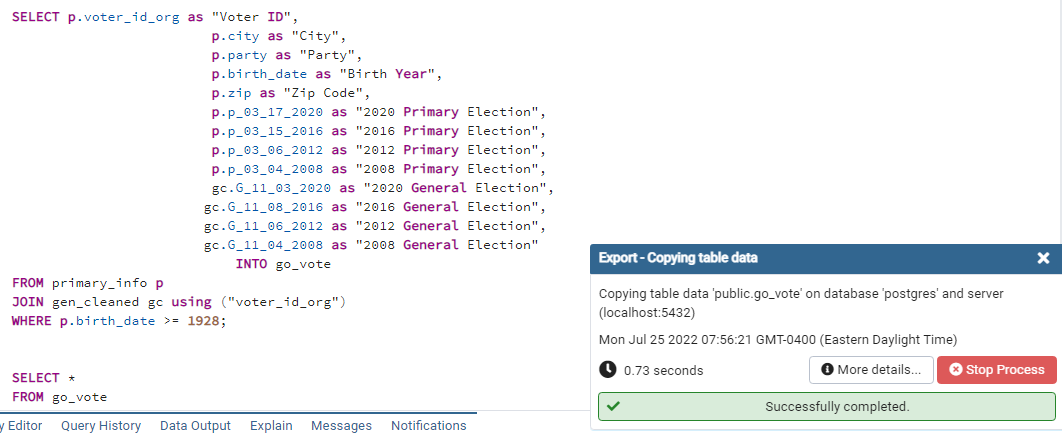 SELECT p.voter_id_org as "Voter ID",
p.city as "City",
p.party as "Party",
p.birth_date as "Birth Year",
p.zip as "Zip Code",
p.p_03_17_2020 as "2020 Primary Election",
p.p_03_15_2016 as "2016 Primary Election",
p.p_03_06_2012 as "2012 Primary Election",
p.p_03_04_2008 as "2008 Primary Election",
gc.G_11_03_2020 as "2020 General Election",
gc.G_11_08_2016 as "2016 General Election",
gc.G_11_06_2012 as "2012 General Election",
gc.G_11_04_2008 as "2008 General Election"
INTO go_vote
FROM primary_info p
JOIN gen_cleaned gc using ("voter_id_org")
WHERE p.birth_date >= 1928;
SELECT *
FROM go_vote
Export - Copying table data
Copying table data 'public.go_vote' on database 'postgres' and server
(localhost:5432)
Mon Jul 25 2022 07:56:21 GMT-0400 (Eastern Daylight Time)
0.73 seconds
More details...
Stop Process
Successfully completed.
y Editor Query History Data Output Explain Messages Notifications